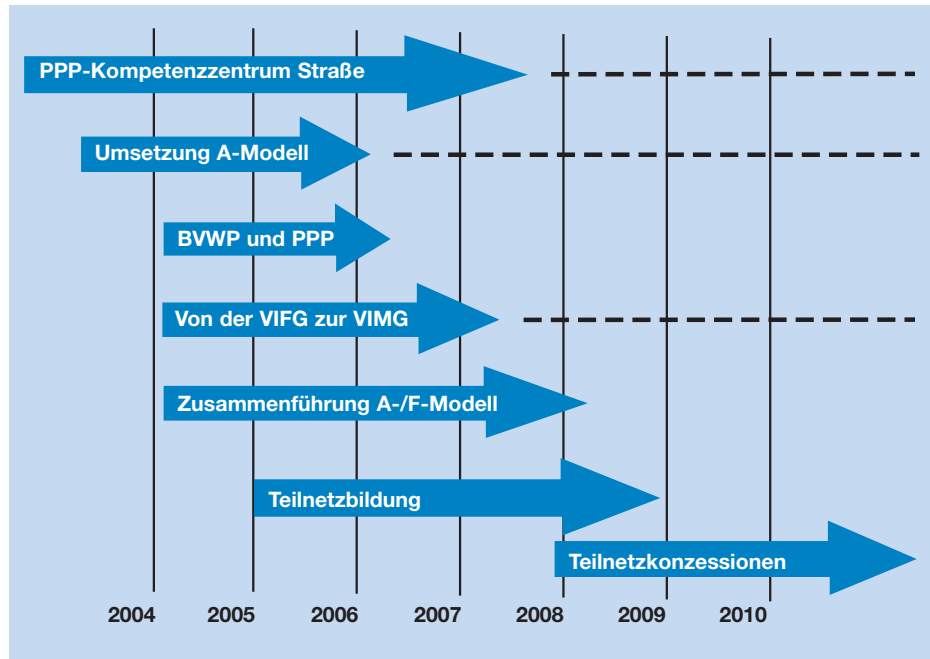 PPP-Kompetenzzentrum Straße
Umsetzung A-Modell
BVWP und PPP
Von der VIFG zur VIMG
Zusammenführung A-/F-Modell
Teilnetzbildung
Teilnetzkonzessionen
2004 2005 2006 2007 2008 2009 2010